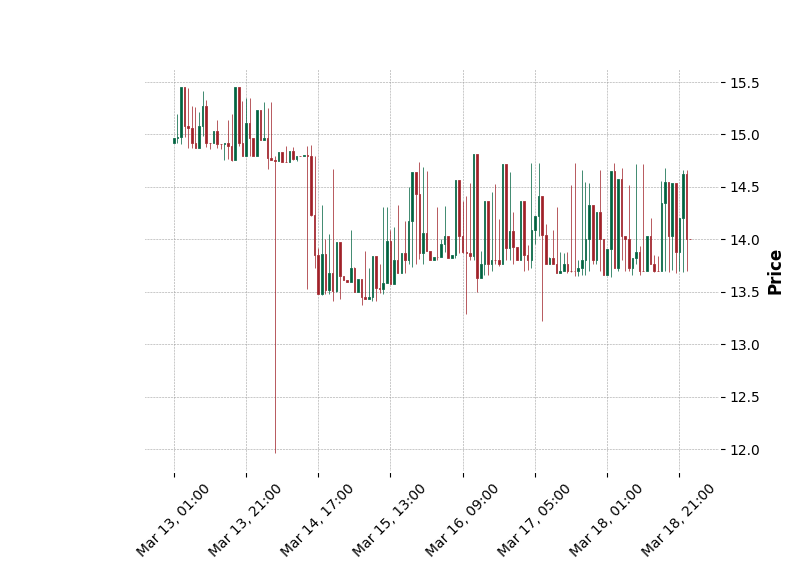 15.5
15.0
14.5
14.0
13.5
13.0
12.5
12.0
Price
Mar 13, 01:00
Mar 13, 21:00
Mar 14, 17:00
Mar 15, 13:00
Mar 16, 09:00
Mar 17, 05:00
Mar 18, 01:00
Mar 18, 21:00